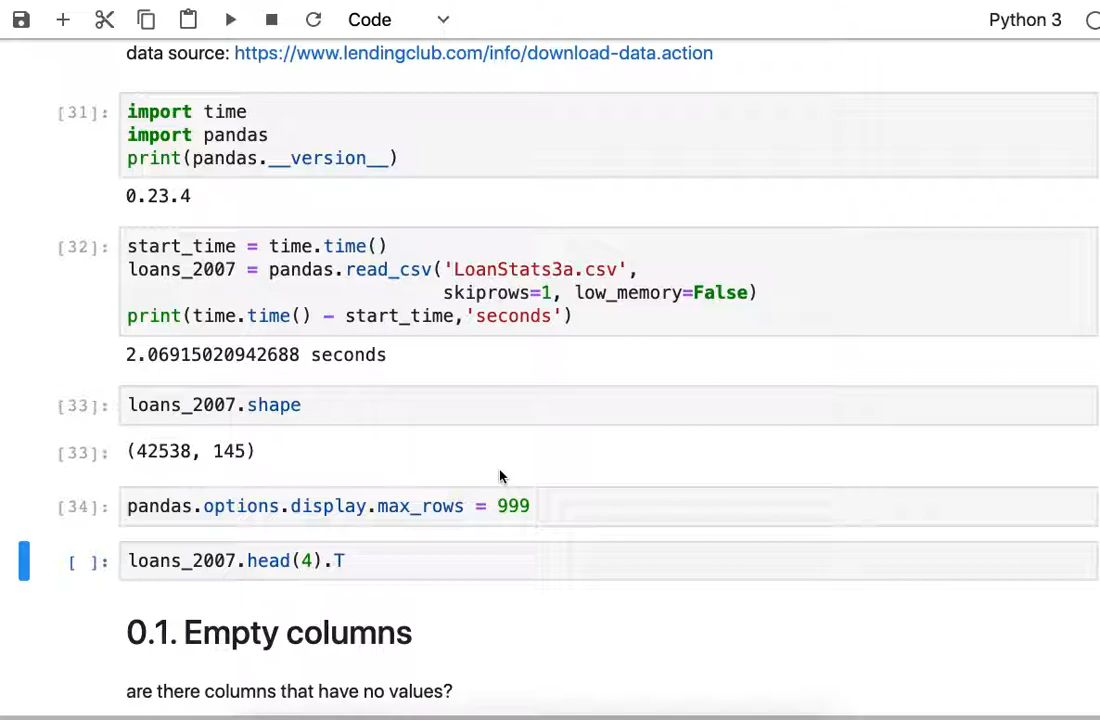 Code
Python 3
data source: https://www.lendingclub.com/info/download-data.action
[31]: import time
import pandas
print(pandas.__version__)
0.23.4
[32]: start_time = time.time()
loans_2007 = pandas.read_csv('LoanStats3a.csv',
skiprows=1, low_memory=False)
print(time.time() - start_time,'seconds')
2.06915020942688 seconds
[33]: loans_2007.shape
[33]: (42538, 145)
[34]: pandas.options.display.max_rows = 999
[ ]: loans_2007.head(4).T
0.1. Empty columns
are there columns that have no values?